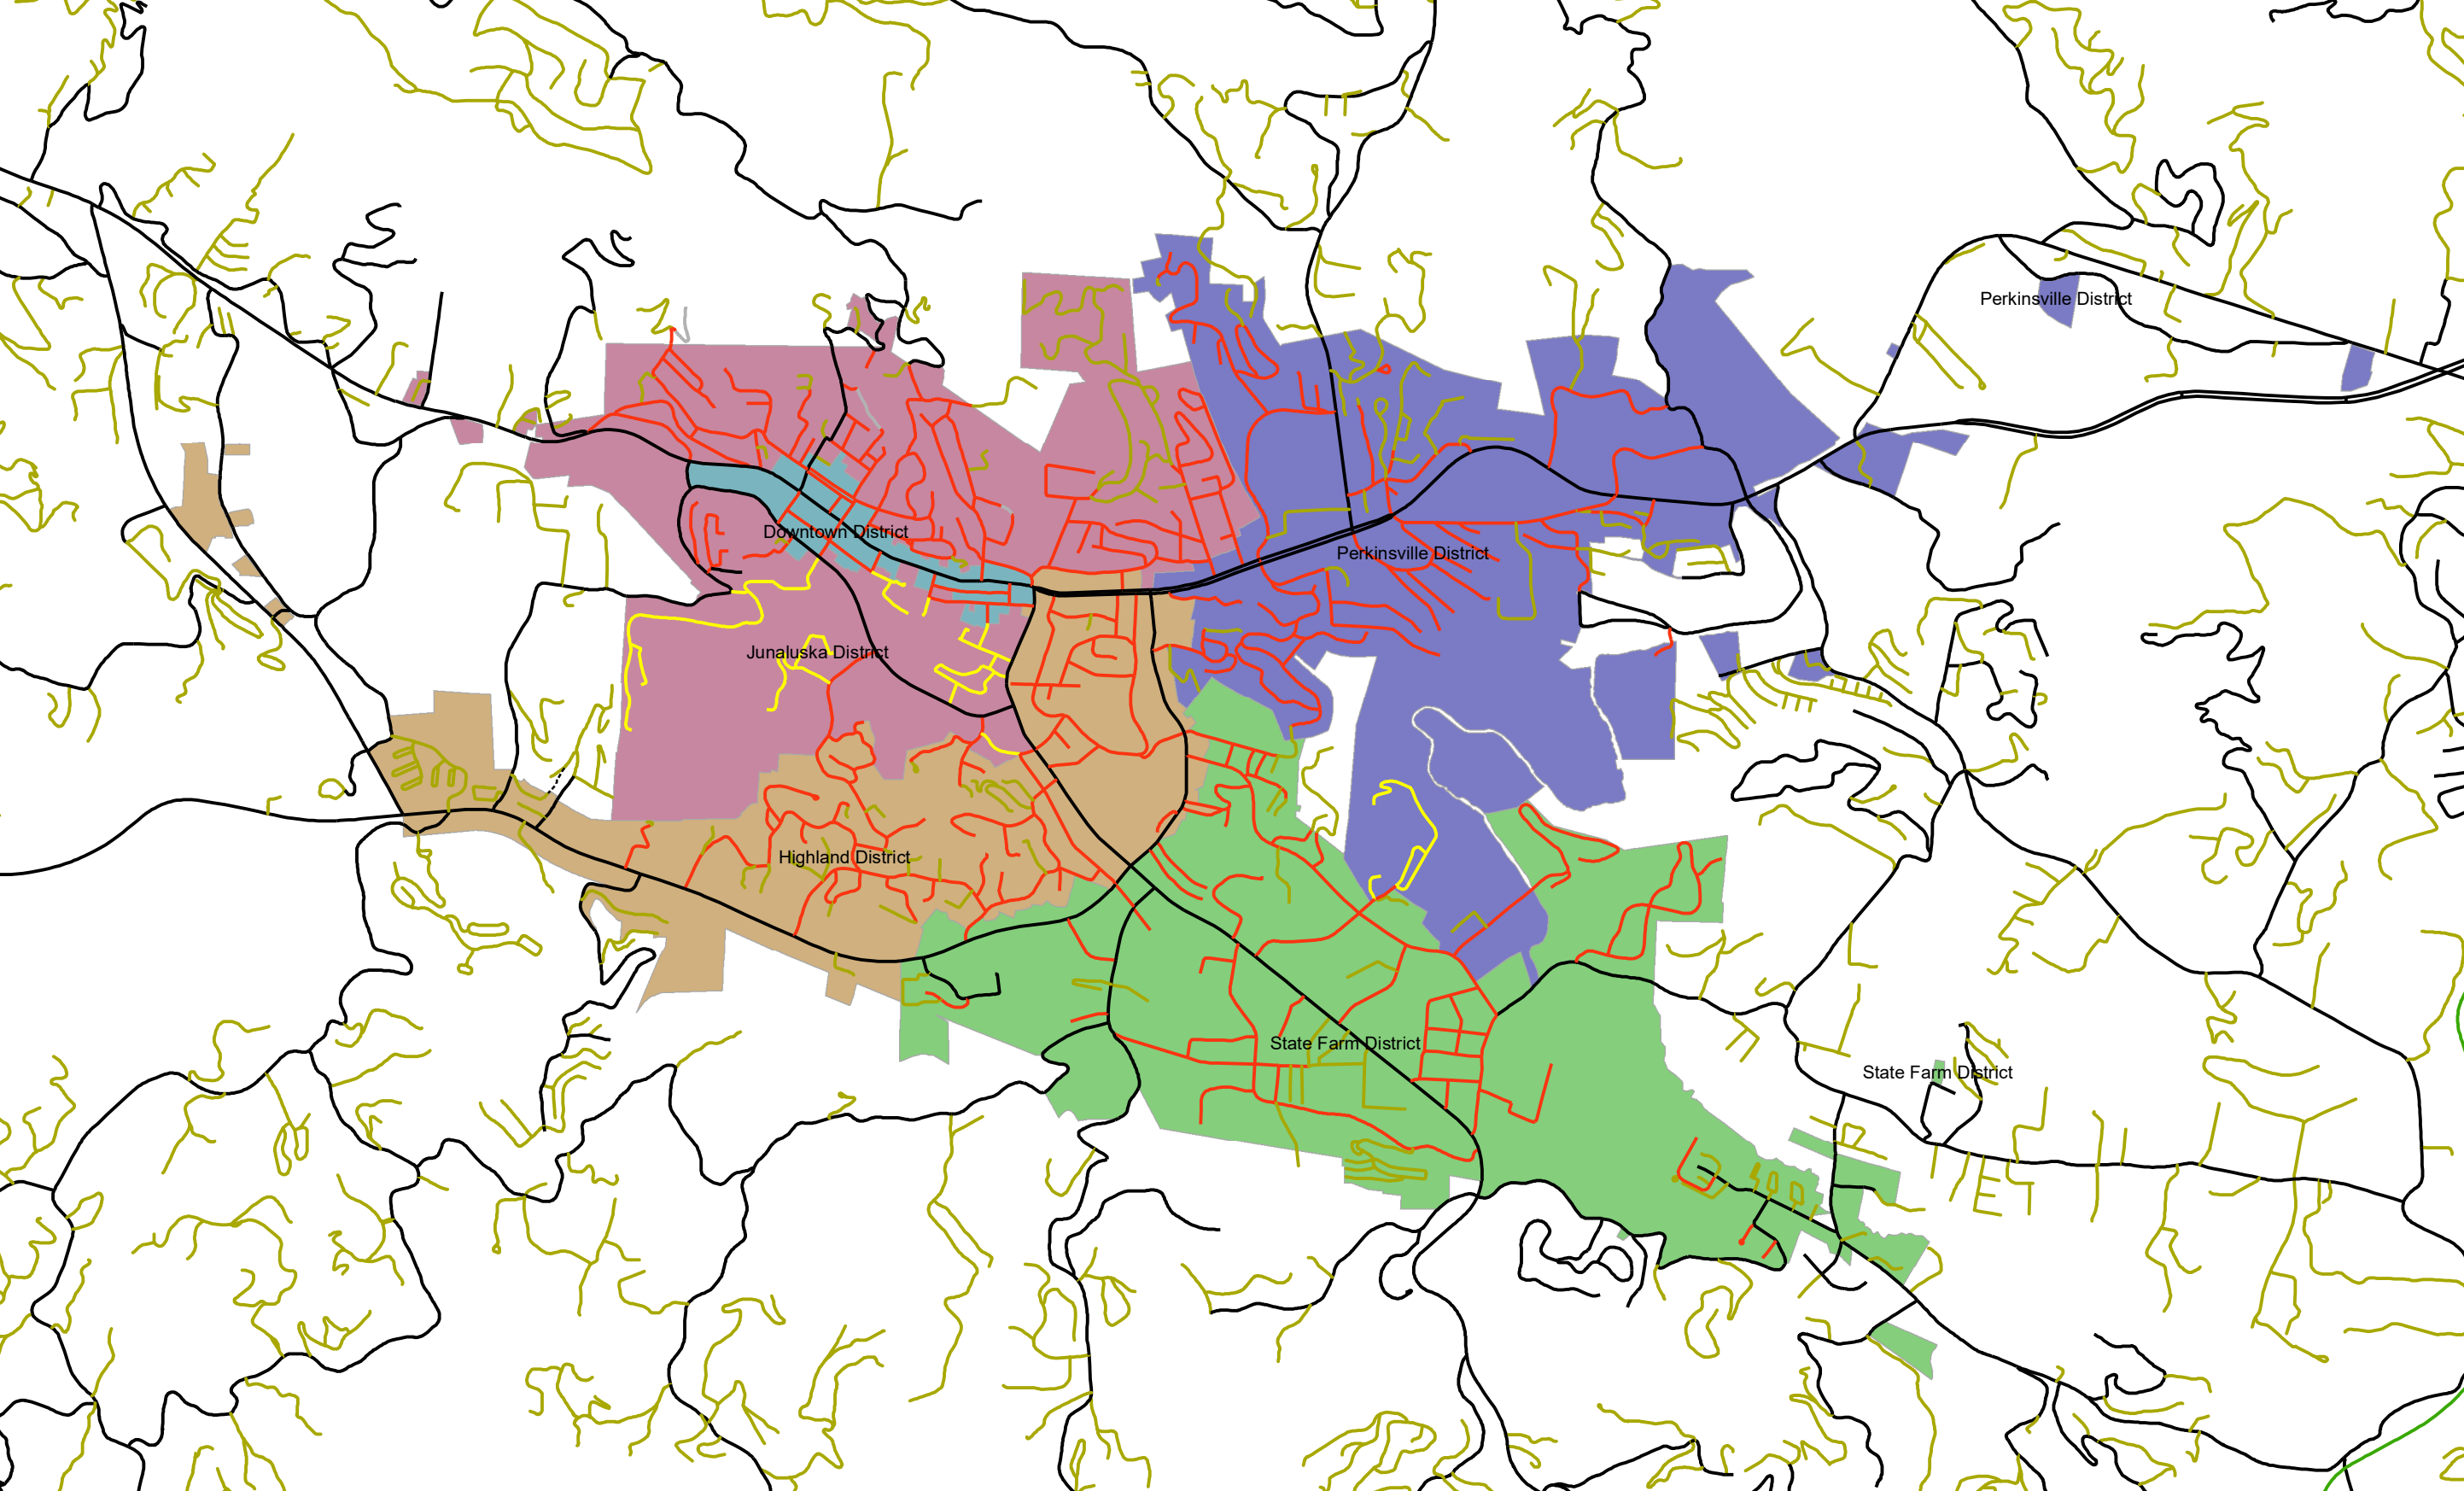 Perkinsville District
Downtown District
Perkinsville District
Junaluska District
Highland District
State Farm District
State Farm District